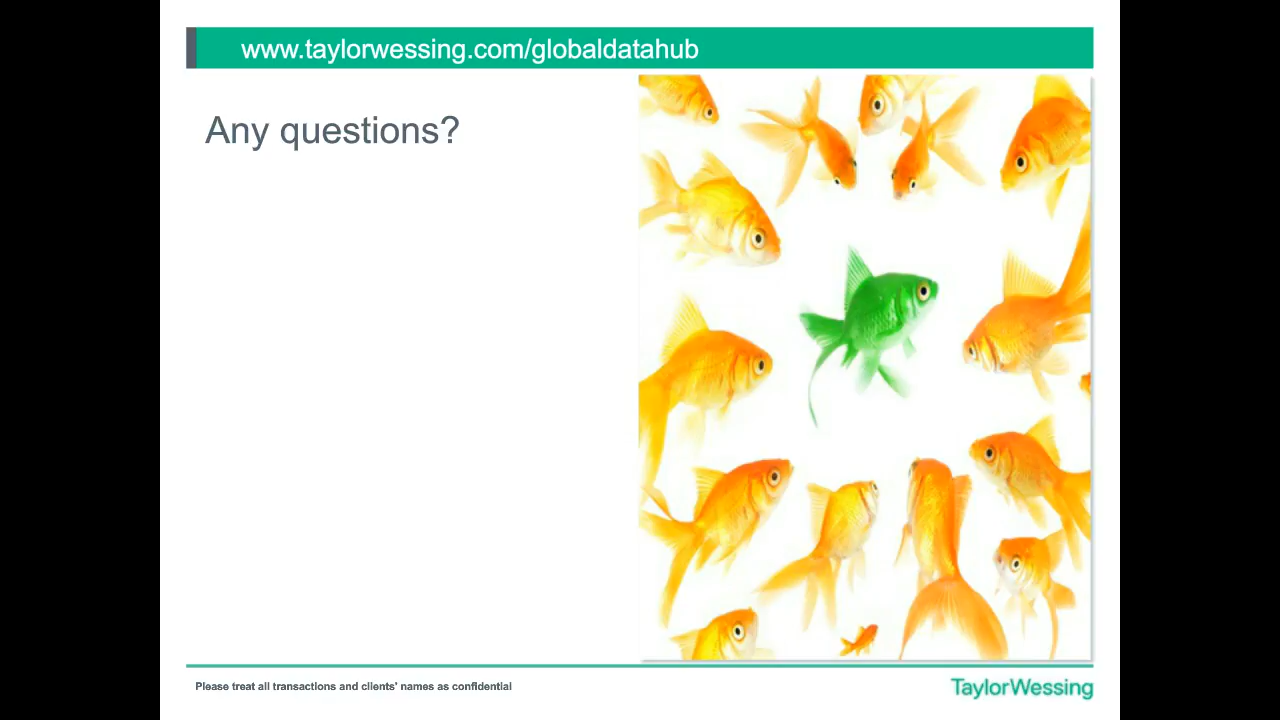 www.taylorwessing.com/globaldatahub
Any questions?
Please treat all transactions and clients' names as confidential
TaylorWessing